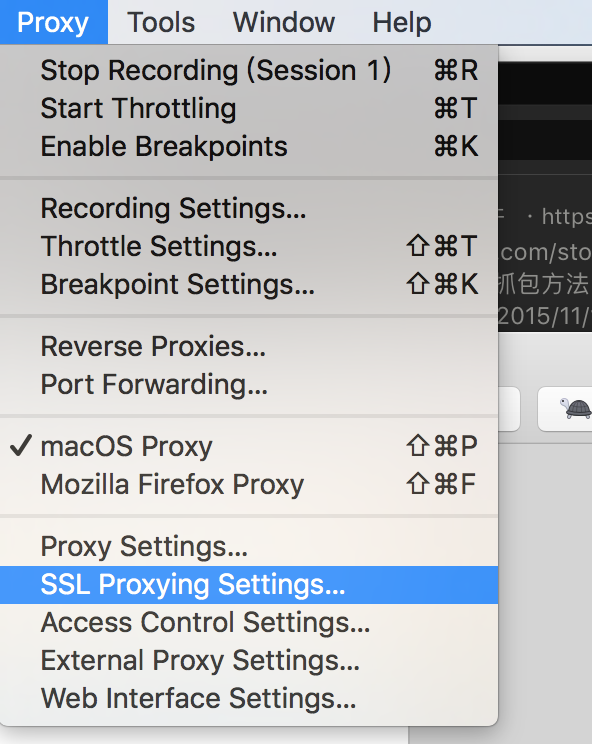 Proxy Tools Window Help
Stop Recording (Session 1) ⌘R
Start Throttling ⌘T
Enable Breakpoints ⌘K
Recording Settings...
Throttle Settings... ⇧⌘T
Breakpoint Settings... ⇧⌘K
Reverse Proxies...
Port Forwarding...
✓ macOS Proxy ⇧⌘P
Mozilla Firefox Proxy ⇧⌘F
Proxy Settings...
SSL Proxying Settings...
Access Control Settings...
External Proxy Settings...
Web Interface Settings...
· https
.com/sto
抓包方法
2015/11/